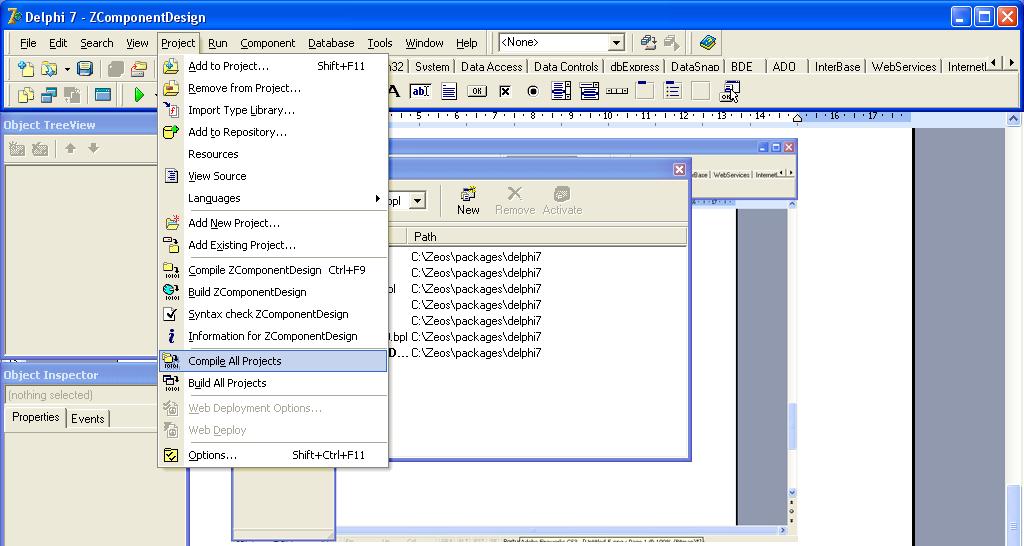 Delphi 7 - ZComponentDesign
File Edit Search View Project Run Component Database Tools Window Help <None>
Add to Project... Shift+F11
n32 System Data Access Data Controls dbExpress DataSnap BDE ADO InterBase WebServices InternetE
Remove from Project...
Import Type Library...
Add to Repository...
Resources
View Source
Languages
Add New Project...
Add Existing Project...
Compile ZComponentDesign Ctrl+F9
Build ZComponentDesign
Syntax check ZComponentDesign
Information for ZComponentDesign
Compile All Projects
Build All Projects
Web Deployment Options...
Web Deploy
Options... Shift+Ctrl+F11
Object TreeView
Object Inspector
(nothing selected)
Properties Events
5 6 7 8 9 10 11 12 13 14 15 16 17
Base WebServices Internet
bpl New Remove Activate
Path
C:\Zeos\packages\delphi7
C:\Zeos\packages\delphi7
bl C:\Zeos\packages\delphi7
C:\Zeos\packages\delphi7
C:\Zeos\packages\delphi7
).bpl C:\Zeos\packages\delphi7
D... C:\Zeos\packages\delphi7